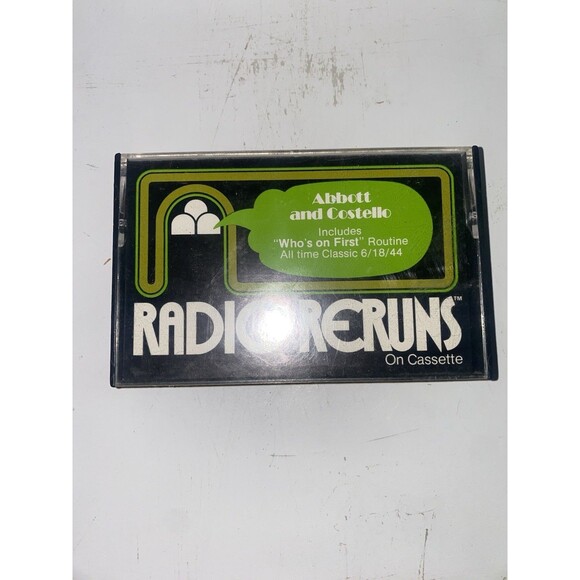 Abbott
and Costello
Includes
"Who's on First" Routine
All time Classic 6/18/44
RADIO RERUNS™
On Cassette